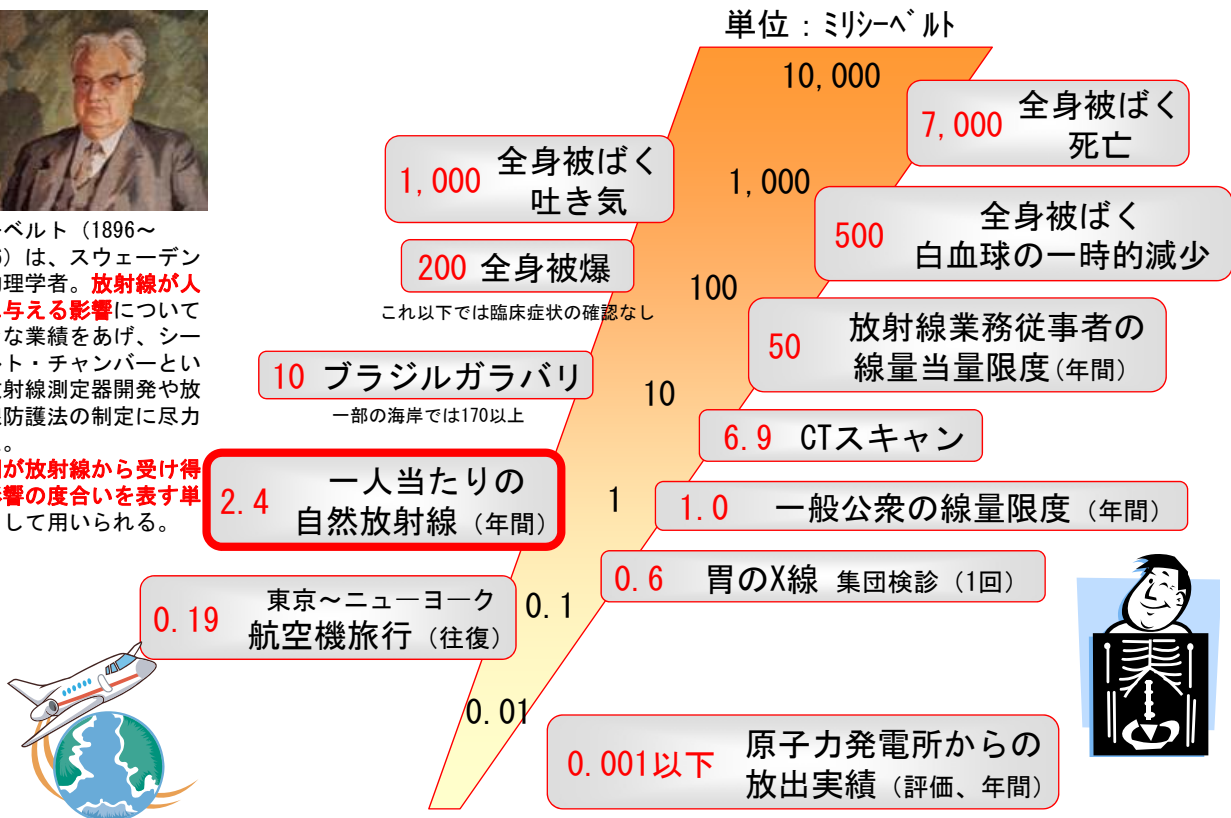 単位：ミリシーベルト
10,000
7,000 全身被ばく
死亡
1,000 全身被ばく
吐き気
1,000
500 全身被ばく
白血球の一時的減少
200 全身被爆
これ以下では臨床症状の確認なし
100
50 放射線業務従事者の
線量当量限度(年間)
10 ブラジルガラバリ
一部の海岸では170以上
10
6.9 CTスキャン
2.4 一人当たりの
自然放射線（年間）
1
1.0 一般公衆の線量限度（年間）
0.6 胃のX線 集団検診（1回）
0.19 東京～ニューヨーク
航空機旅行（往復）
0.1
0.01
0.001以下 原子力発電所からの
放出実績（評価、年間）
ーベルト（1896～
6）は、スウェーデン
理学者。放射線が人
与える影響について
な業績をあげ、シー
ルト・チャンバーとい
射線測定器開発や放
防護法の制定に尽力
。
が放射線から受け得
響の度合いを表す単
して用いられる。